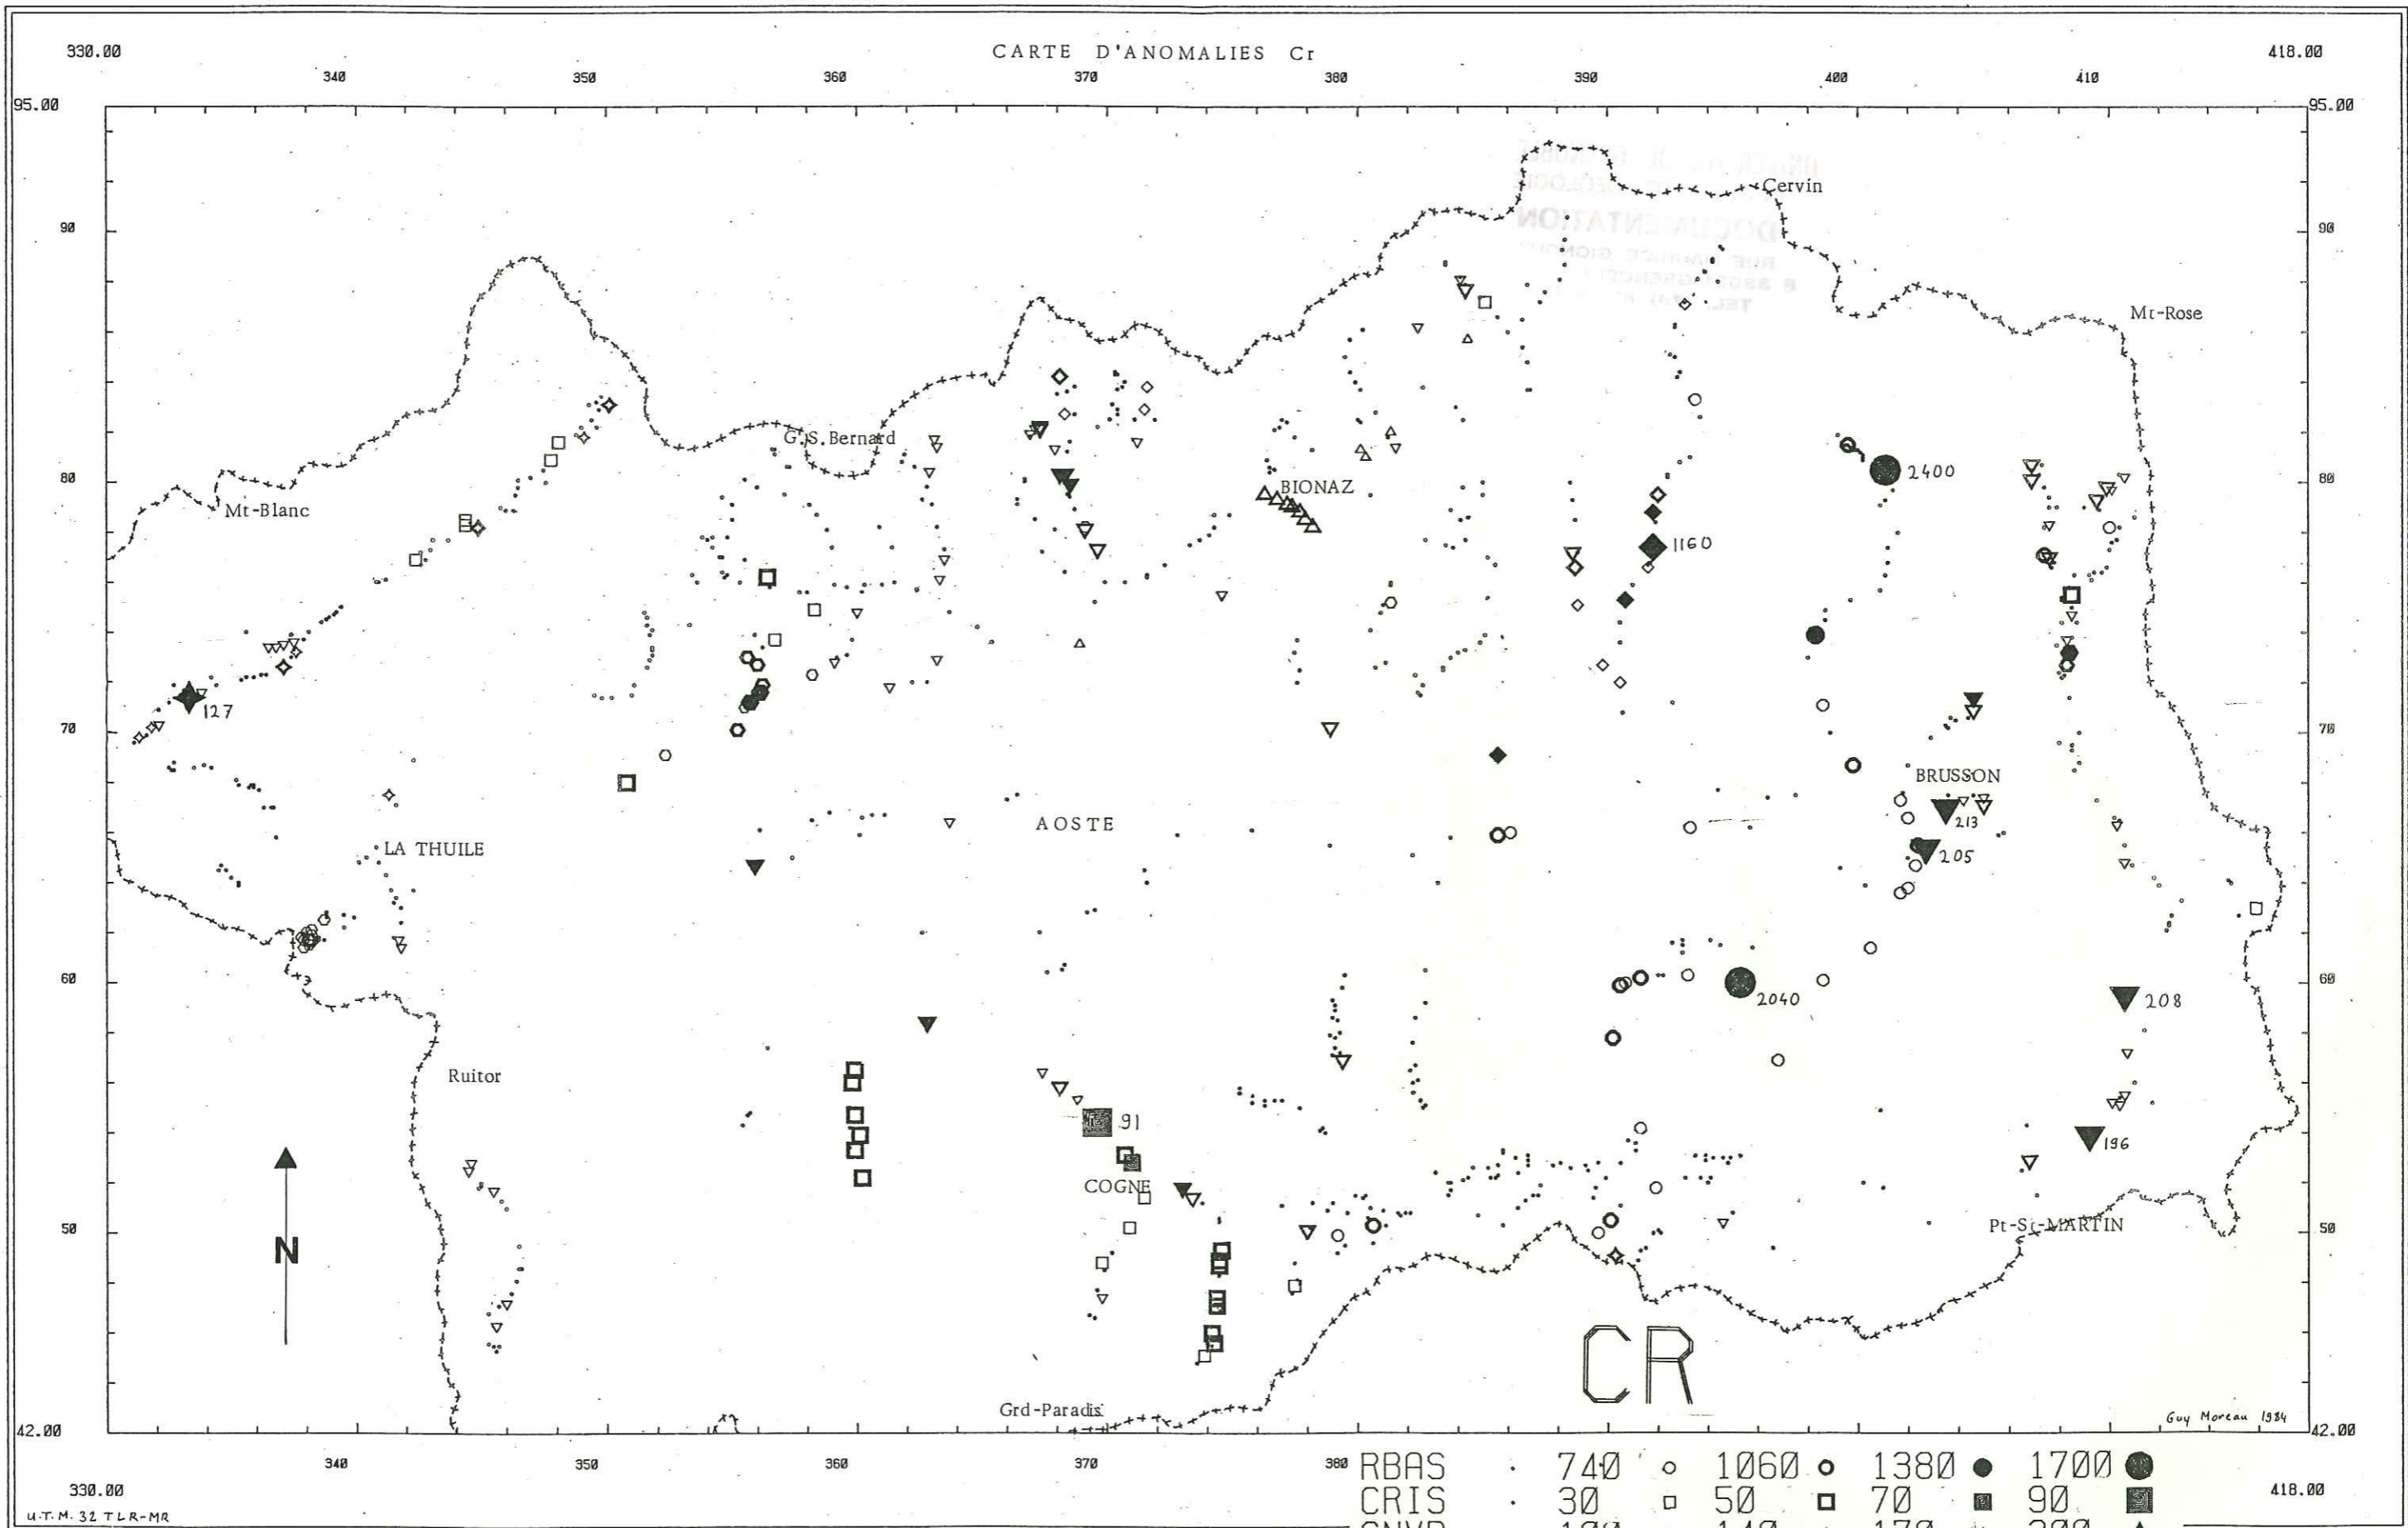 CARTE D'ANOMALIES Cr
330.00 418.00
340 350 360 370 380 390 400 410
95.00 95.00
Cervin
90 90
Mt-Rose
G.S.Bernard
80 2400 80
BIONAZ
Mt-Blanc
1160
127
70 70
BRUSSON
213
AOSTE
LA THUILE
205
60 60
2040
208
Ruitor
91
196
COGNE
Pt-St-MARTIN
50 50
N
CR
Grd-Paradis
Guy Moreau 1984
42.00 42.00
340 350 360 370 380
RBAS 740 1060 1380 1700
330.00 418.00
CRIS 30 50 70 90
U.T.M. 32 TLR-MR